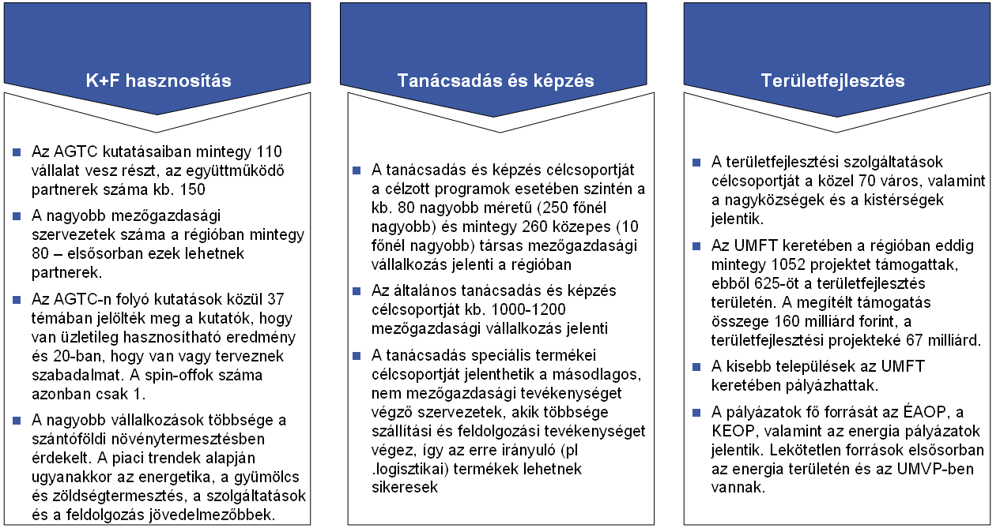 K+F hasznosítás
Az AGTC kutatásaiban mintegy 110
vállalat vesz részt, az együttműködő
partnerek száma kb. 150
A nagyobb mezőgazdasági
szervezetek száma a régióban mintegy
80 – elsősorban ezek lehetnek
partnerek.
Az AGTC-n folyó kutatások közül 37
témában jelölték meg a kutatók, hogy
van üzletileg hasznosítható eredmény
és 20-ban, hogy van vagy terveznek
szabadalmat. A spin-offok száma
azonban csak 1.
A nagyobb vállalkozások többsége a
szántóföldi növénytermesztésben
érdekelt. A piaci trendek alapján
ugyanakkor az energetika, a gyümölcs
és zöldségtermesztés, a szolgáltatások
és a feldolgozás jövedelmezőbbek.
Tanácsadás és képzés
A tanácsadás és képzés célcsoportját
a célzott programok esetében szintén a
kb. 80 nagyobb méretű (250 főnél
nagyobb) és mintegy 260 közepes (10
főnél nagyobb) társas mezőgazdasági
vállalkozás jelenti a régióban
Az általános tanácsadás és képzés
célcsoportját kb. 1000-1200
mezőgazdasági vállalkozás jelenti
A tanácsadás speciális termékei
célcsoportját jelenthetik a másodlagos,
nem mezőgazdasági tevékenységet
végző szervezetek, akik többsége
szállítási és feldolgozási tevékenységet
végez, így az erre irányuló (pl
.logisztikai) termékek lehetnek
sikeresek
Területfejlesztés
A területfejlesztési szolgáltatások
célcsoportját a közel 70 város, valamint
a nagyközségek és a kistérségek
jelentik.
Az UMFT keretében a régióban eddig
mintegy 1052 projektet támogattak,
ebből 625-öt a területfejlesztés
területén. A megítélt támogatás
összege 160 milliárd forint, a
területfejlesztési projekteké 67 milliárd.
A kisebb települések az UMFT
keretében pályázhattak.
A pályázatok fő forrását az ÉAOP, a
KEOP, valamint az energia pályázatok
jelentik. Lekötetlen források elsősorban
az energia területén és az UMVP-ben
vannak.